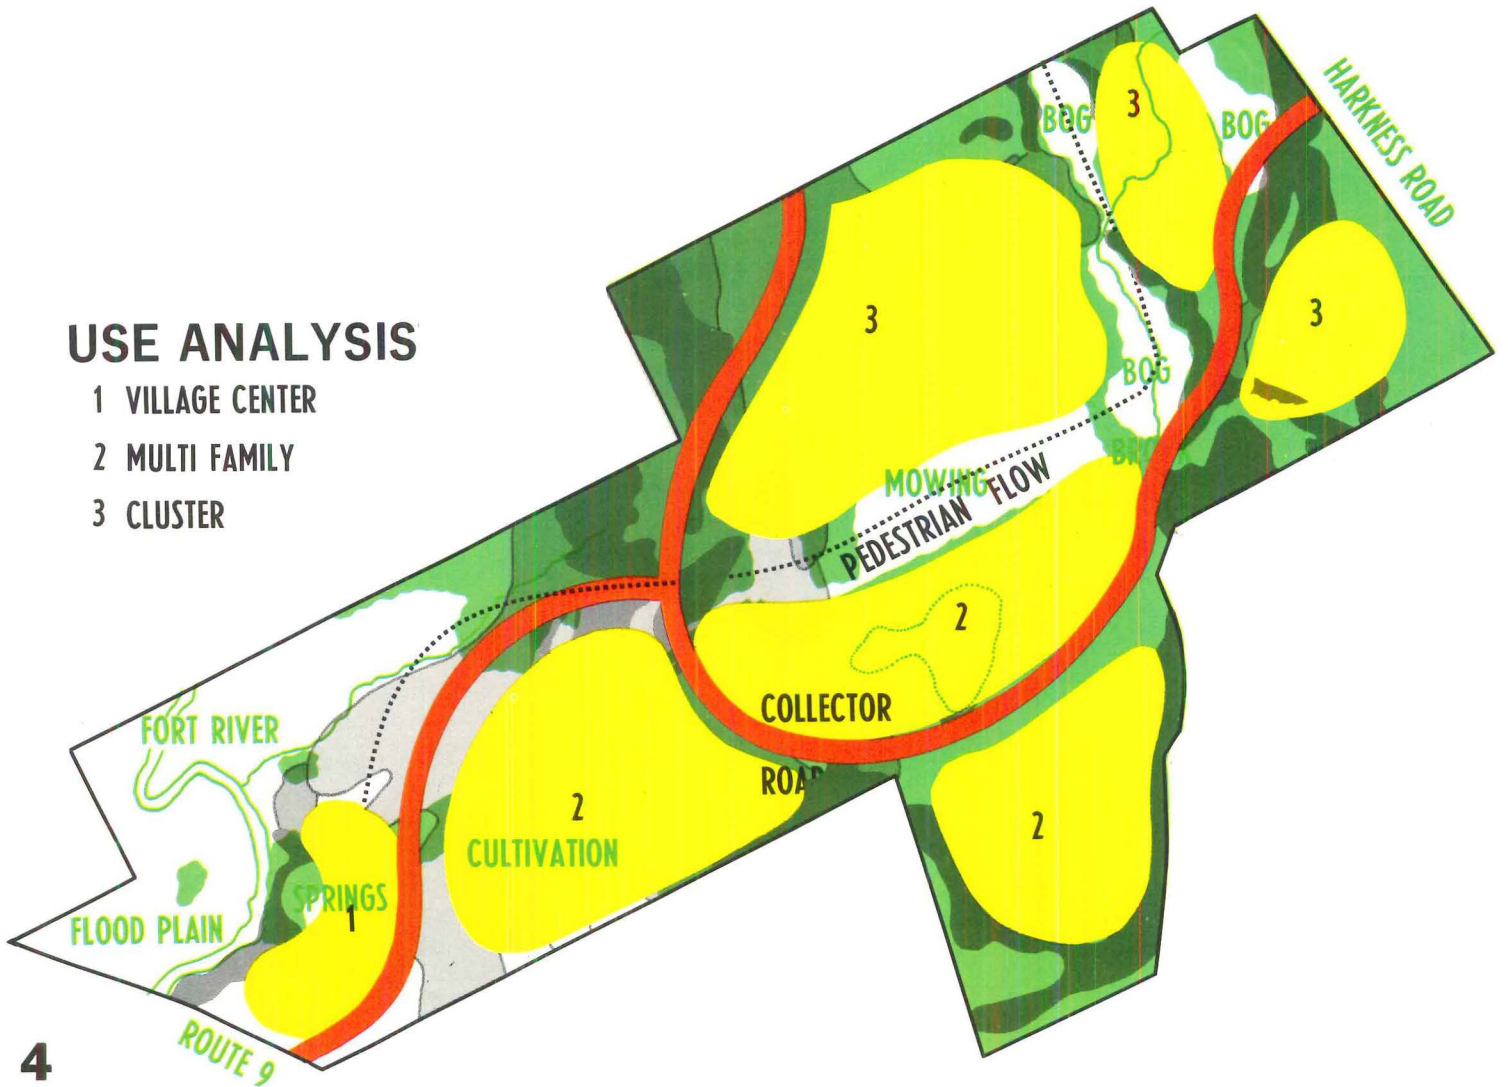 USE ANALYSIS
1 VILLAGE CENTER
2 MULTI FAMILY
3 CLUSTER
HARKNESS ROAD
BOG
3
BOG
3
3
BOG
MOWING
PEDESTRIAN FLOW
2
COLLECTOR
ROAD
FORT RIVER
2
CULTIVATION
2
SPRINGS
1
FLOOD PLAIN
ROUTE 9
4